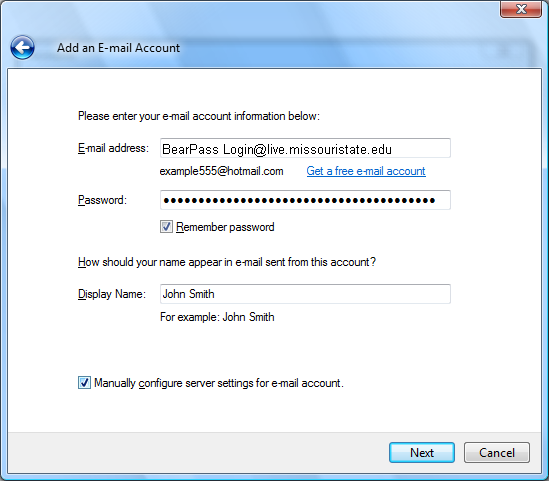 Add an E-mail Account
Please enter your e-mail account information below:
E-mail address: BearPass Login@live.missouristate.edu
example555@hotmail.com Get a free e-mail account
Password: ●●●●●●●●●●●●●●●●●●●●●●●●●●●●●●●●●●●●●●●
Remember password
How should your name appear in e-mail sent from this account?
Display Name: John Smith
For example: John Smith
Manually configure server settings for e-mail account.
Next Cancel